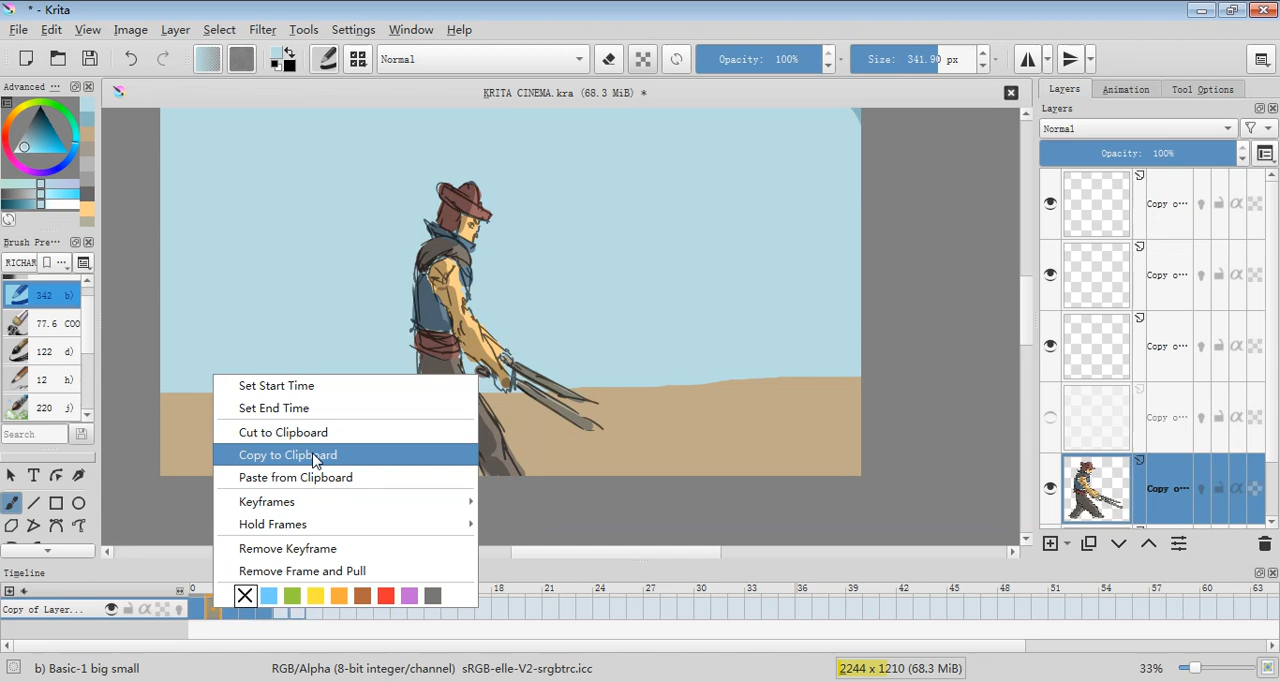 * - Krita
File Edit View Image Layer Select Filter Tools Settings Window Help
Normal Opacity: 100% Size: 341.90 px
Advanced ...
KRITA CINEMA.kra (68.3 MiB) *
Layers Animation Tool Options
Layers
Normal
Opacity: 100%
Copy o...
Copy o...
Copy o...
Copy o...
Copy o...
Brush Pre...
RICHAR ...
342 b)
77.6 COO
122 d)
12 h)
220 j)
Search
Set Start Time
Set End Time
Cut to Clipboard
Copy to Clipboard
Paste from Clipboard
Keyframes
Hold Frames
Remove Keyframe
Remove Frame and Pull
Timeline
0 18 21 24 27 30 33 36 39 42 45 48 51 54 57 60 63
Copy of Layer...
b) Basic-1 big small RGB/Alpha (8-bit integer/channel) sRGB-elle-V2-srgbtrc.icc 2244 x 1210 (68.3 MiB) 33%